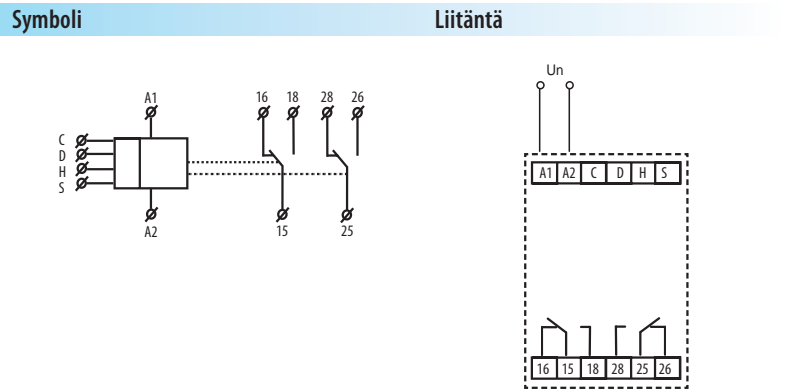 Symboli
Liitäntä
A1
16 18 28 26
C
D
H
S
A2
15 25
Un
A1 A2 C D H S
16 15 18 28 25 26